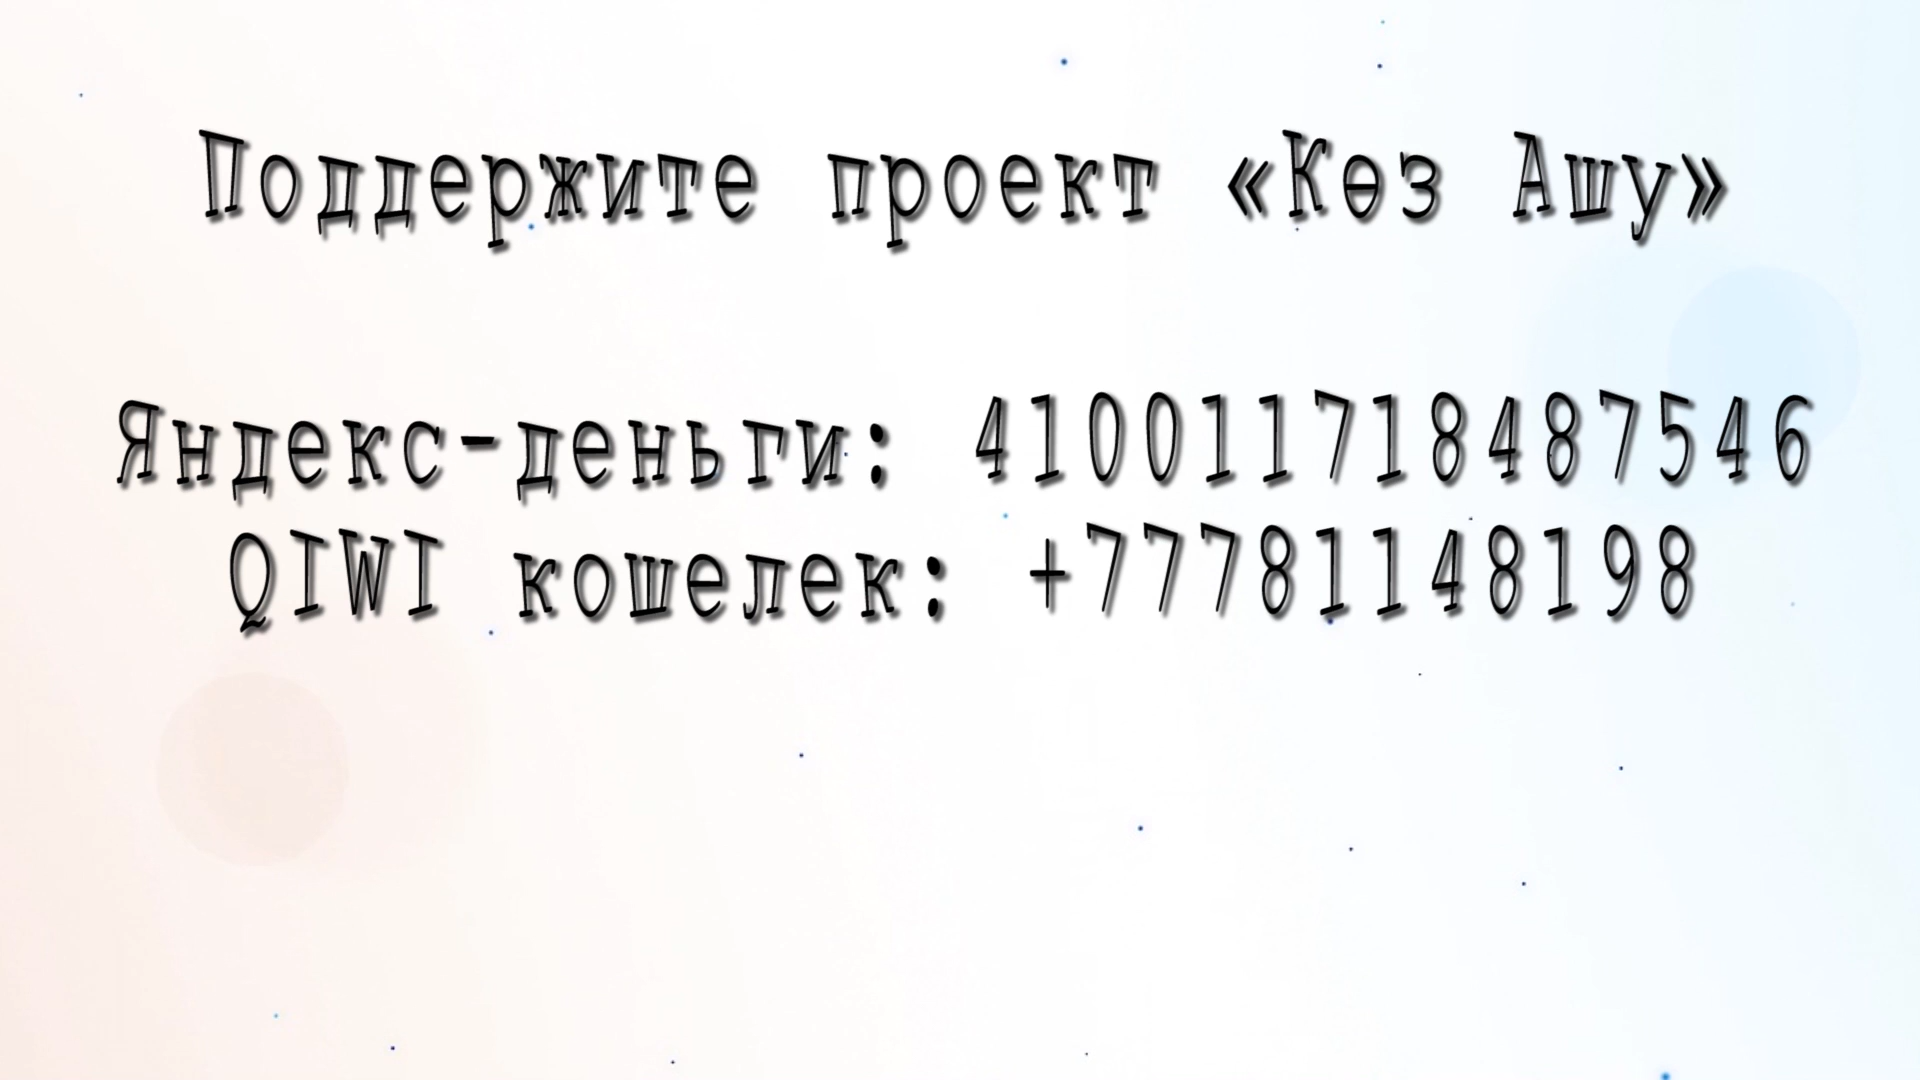 Поддержите проект «Көз Ашу»
Яндекс-деньги: 410011718487546
QIWI кошелек: +77781148198